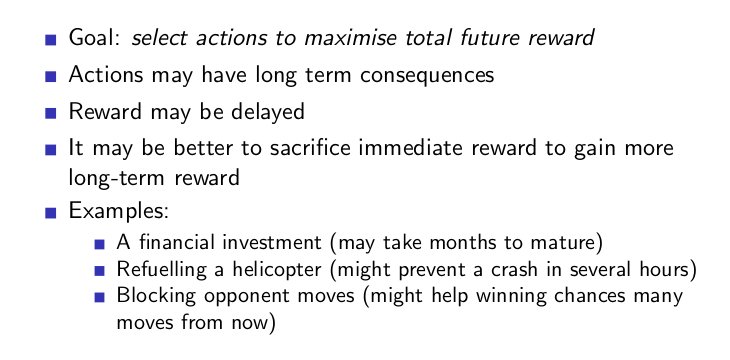 Goal: select actions to maximise total future reward
Actions may have long term consequences
Reward may be delayed
It may be better to sacrifice immediate reward to gain more
long-term reward
Examples:
A financial investment (may take months to mature)
Refuelling a helicopter (might prevent a crash in several hours)
Blocking opponent moves (might help winning chances many
moves from now)